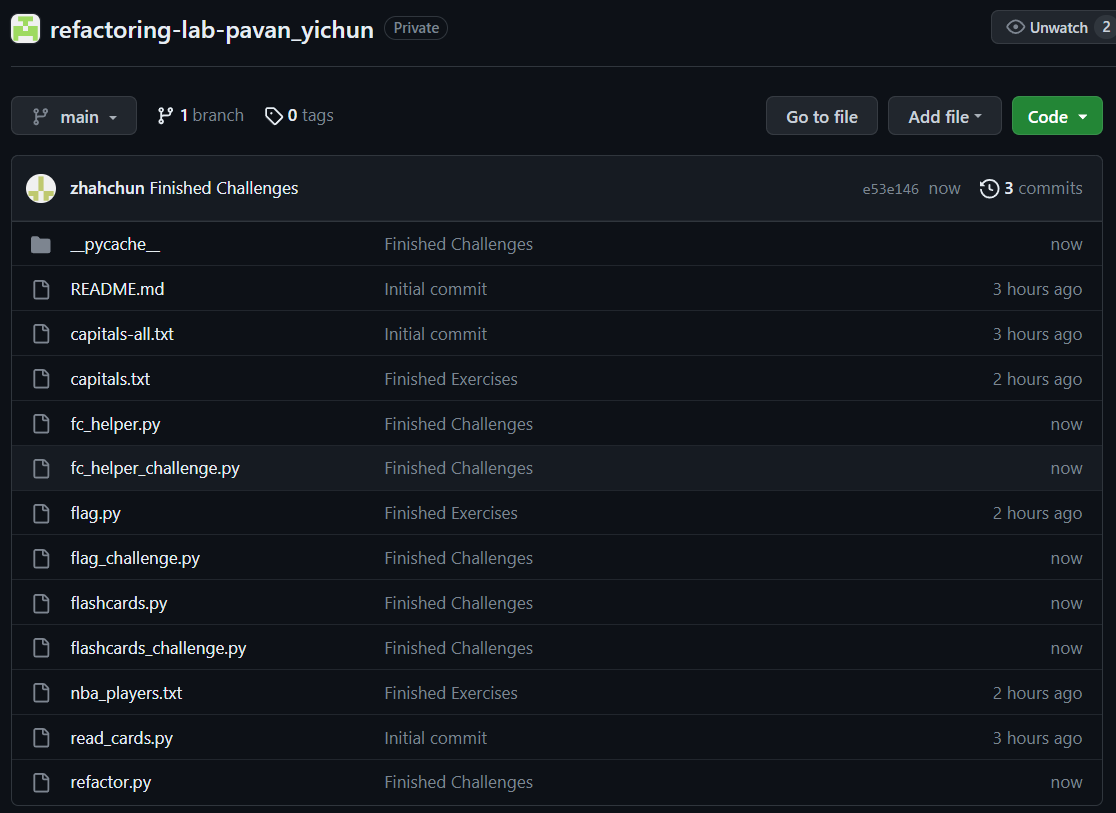 refactoring-lab-pavan_yichun Private Unwatch 2
main 1 branch 0 tags Go to file Add file Code
zhahchun Finished Challenges e53e146 now 3 commits
__pycache__ Finished Challenges now
README.md Initial commit 3 hours ago
capitals-all.txt Initial commit 3 hours ago
capitals.txt Finished Exercises 2 hours ago
fc_helper.py Finished Challenges now
fc_helper_challenge.py Finished Challenges now
flag.py Finished Exercises 2 hours ago
flag_challenge.py Finished Challenges now
flashcards.py Finished Challenges now
flashcards_challenge.py Finished Challenges now
nba_players.txt Finished Exercises 2 hours ago
read_cards.py Initial commit 3 hours ago
refactor.py Finished Challenges now